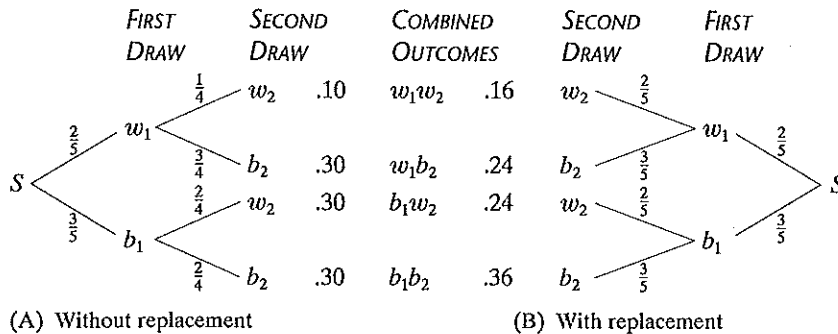 FIRST SECOND COMBINED SECOND FIRST
DRAW DRAW OUTCOMES DRAW DRAW
1/4 w₂ .10 w₁w₂ .16 w₂ 2/5
2/5 w₁ w₁ 2/5
3/4 b₂ .30 w₁b₂ .24 b₂ 3/5
S S
2/4 w₂ .30 b₁w₂ .24 w₂ 2/5
3/5 b₁ b₁ 3/5
2/4 b₂ .30 b₁b₂ .36 b₂ 3/5
(A) Without replacement (B) With replacement